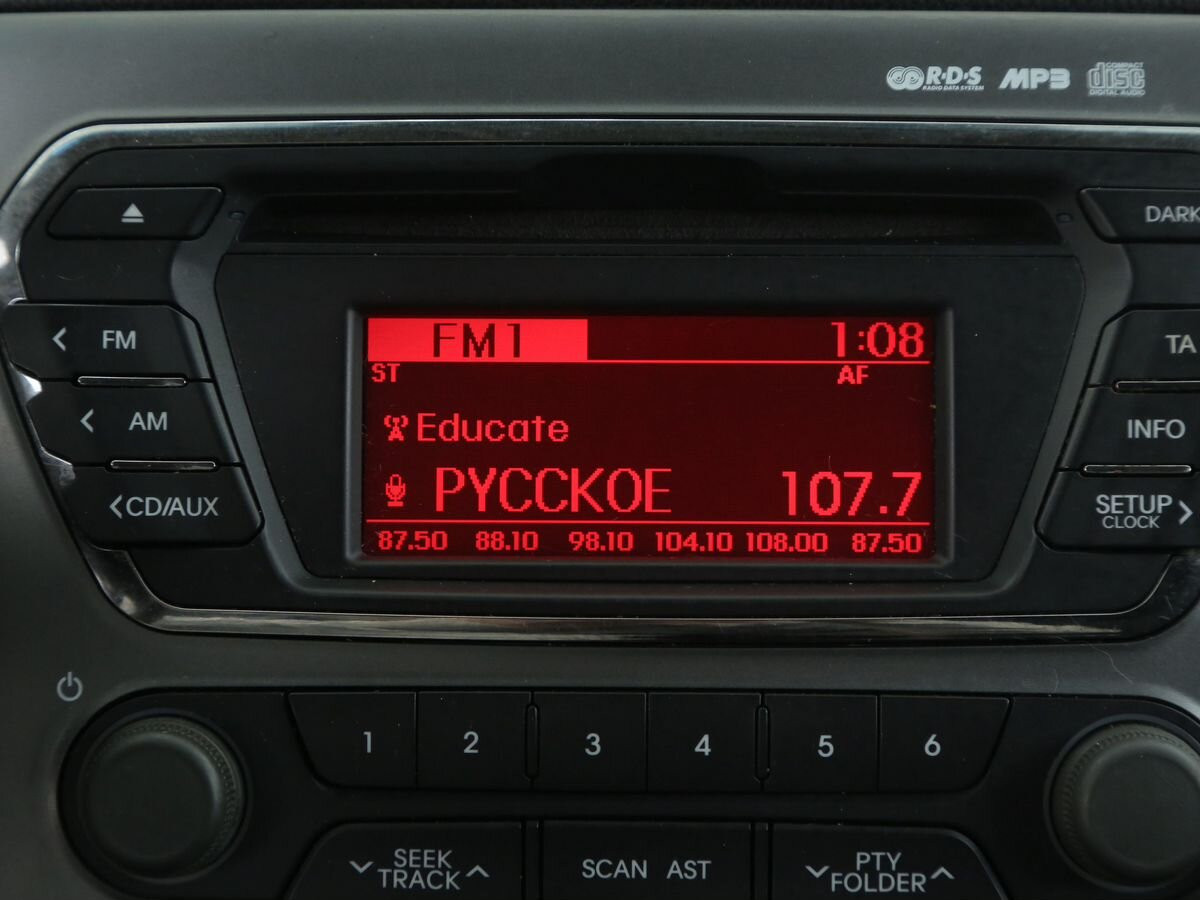 R·D·S MP3 COMPACT disc
RADIO DATA SYSTEM DIGITAL AUDIO
DARK
FM
AM
<CD/AUX
FM1 1:08
ST AF
Educate
РУССКОЕ 107.7
87.50 88.10 98.10 104.10 108.00 87.50
TA
INFO
SETUP
CLOCK
1 2 3 4 5 6
SEEK
TRACK
SCAN AST
PTY
FOLDER